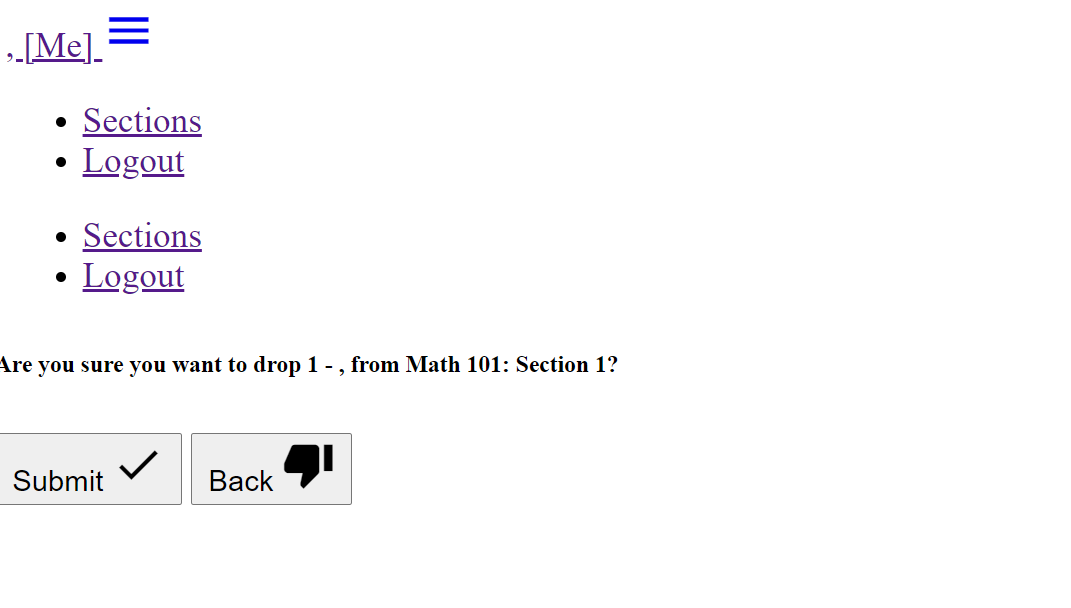 , [Me]
Sections
Logout
Sections
Logout
Are you sure you want to drop 1 - , from Math 101: Section 1?
Submit
Back